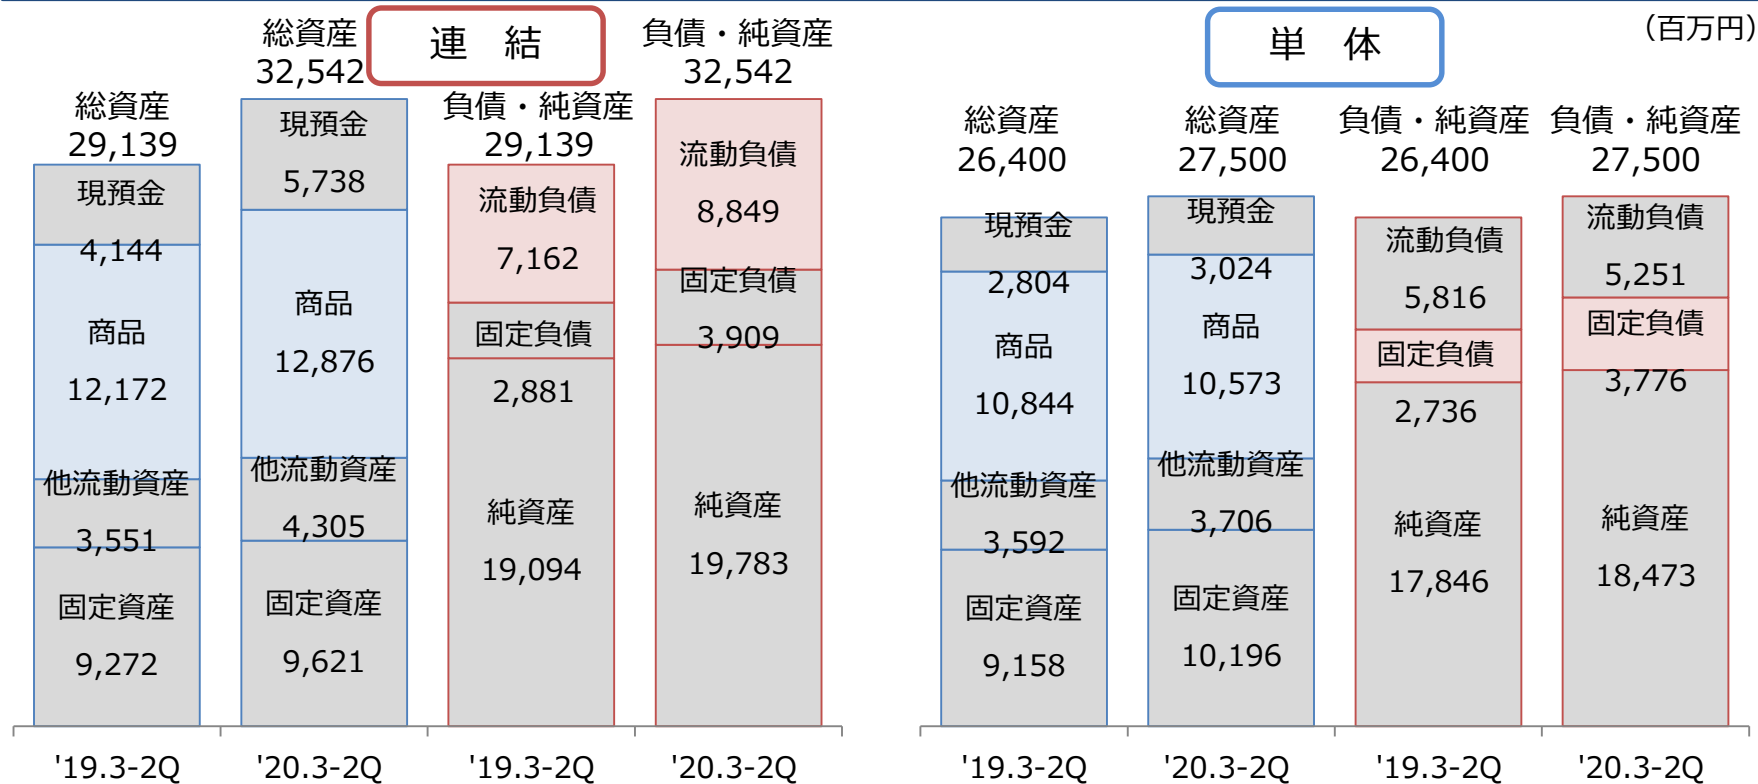 連 結
単 体
(百万円)
総資産
29,139
現預金
4,144
商品
12,172
他流動資産
3,551
固定資産
9,272
'19.3-2Q
総資産
32,542
現預金
5,738
商品
12,876
他流動資産
4,305
固定資産
9,621
'20.3-2Q
負債・純資産
29,139
流動負債
7,162
固定負債
2,881
純資産
19,094
'19.3-2Q
負債・純資産
32,542
流動負債
8,849
固定負債
3,909
純資産
19,783
'20.3-2Q
総資産
26,400
現預金
2,804
商品
10,844
他流動資産
3,592
固定資産
9,158
'19.3-2Q
総資産
27,500
現預金
3,024
商品
10,573
他流動資産
3,706
固定資産
10,196
'20.3-2Q
負債・純資産
26,400
流動負債
5,816
固定負債
2,736
純資産
17,846
'19.3-2Q
負債・純資産
27,500
流動負債
5,251
固定負債
3,776
純資産
18,473
'20.3-2Q